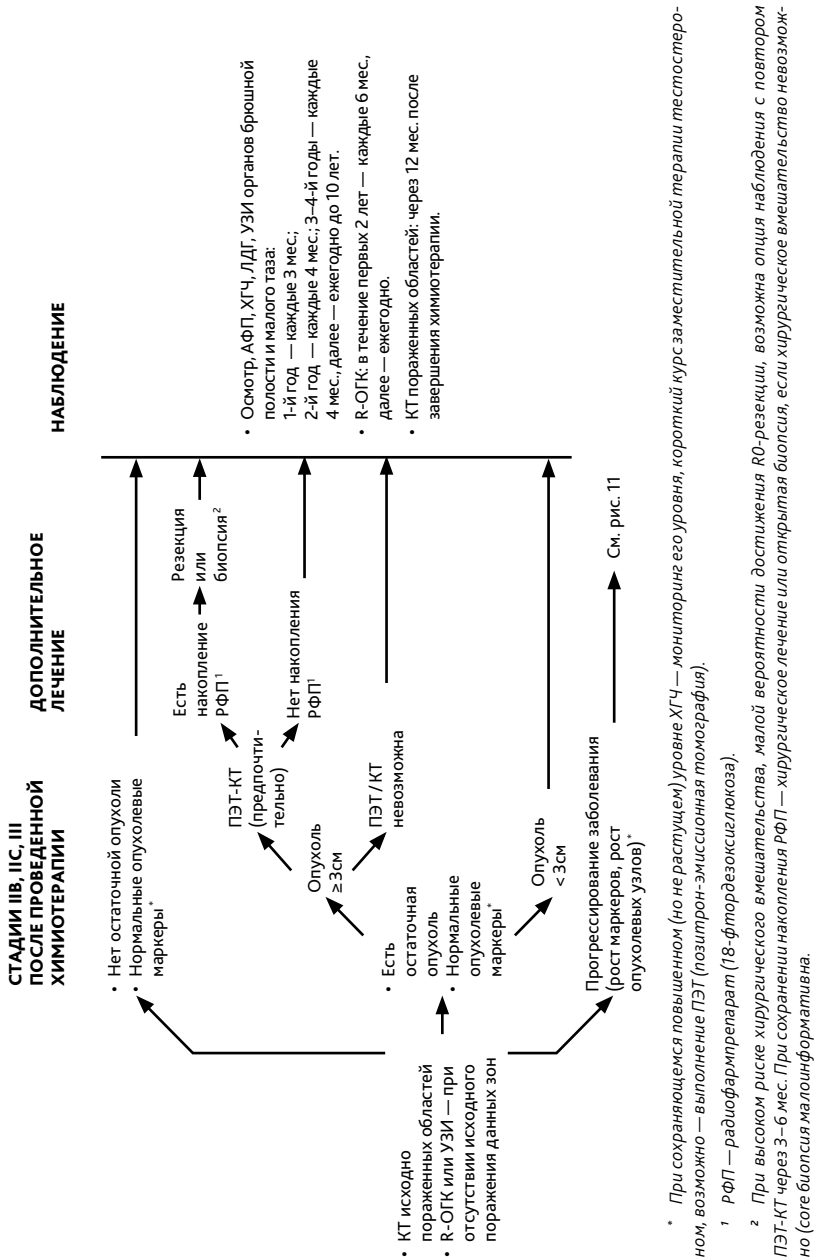 СТАДИИ IIB, IIC, III
ПОСЛЕ ПРОВЕДЕННОЙ
ХИМИОТЕРАПИИ
ДОПОЛНИТЕЛЬНОЕ
ЛЕЧЕНИЕ
НАБЛЮДЕНИЕ
• КТ исходно
пораженных областей
• R-ОГК или УЗИ — при
отсутствии исходного
поражения данных зон
• Нет остаточной опухоли
• Нормальные опухолевые
маркеры*
• Есть
остаточная
опухоль
• Нормальные
опухолевые
маркеры*
Прогрессирование заболевания
(рост маркеров, рост
опухолевых узлов)*
Опухоль
≥3см
Опухоль
<3см
ПЭТ-КТ
(предпочти-
тельно)
ПЭТ/КТ
невозможна
Есть
накопление
РФП¹
Нет накопления
РФП¹
Резекция
или
биопсия²
См. рис. 11
• Осмотр, АФП, ХГЧ, ЛДГ, УЗИ органов брюшной
полости и малого таза:
1-й год — каждые 3 мес.;
2-й год — каждые 4 мес.; 3–4-й годы — каждые
4 мес., далее — ежегодно до 10 лет.
• R-ОГК: в течение первых 2 лет — каждые 6 мес.,
далее — ежегодно.
• КТ пораженных областей: через 12 мес. после
завершения химиотерапии.
* При сохраняющемся повышенном (но не растущем) уровне ХГЧ — мониторинг его уровня, короткий курс заместительной терапии тестостеро-
ном, возможно — выполнение ПЭТ (позитрон-эмиссионная томография).
¹ РФП — радиофармпрепарат (18-фтордезоксиглюкоза).
² При высоком риске хирургического вмешательства, малой вероятности достижения R0-резекции, возможна опция наблюдения с повтором
ПЭТ-КТ через 3–6 мес. При сохранении накопления РФП — хирургическое лечение или открытая биопсия, если хирургическое вмешательство невозмож-
но (core биопсия малоинформативна.